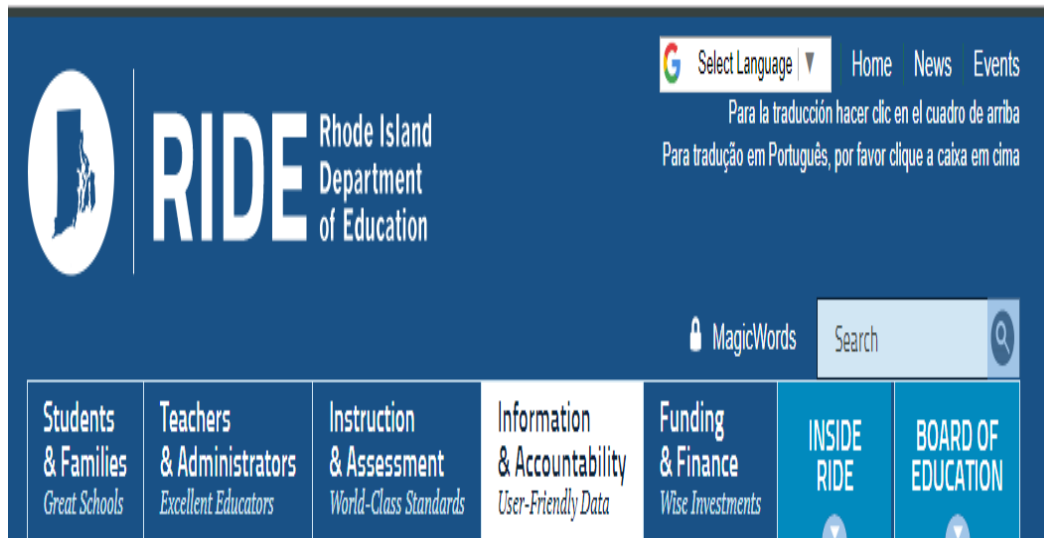 Select Language
Home News Events
Para la traducción hacer clic en el cuadro de arriba
Para tradução em Português, por favor clique a caixa em cima
RIDE
Rhode Island
Department
of Education
MagicWords
Search
Students
& Families
Great Schools
Teachers
& Administrators
Excellent Educators
Instruction
& Assessment
World-Class Standards
Information
& Accountability
User-Friendly Data
Funding
& Finance
Wise Investments
INSIDE
RIDE
BOARD OF
EDUCATION